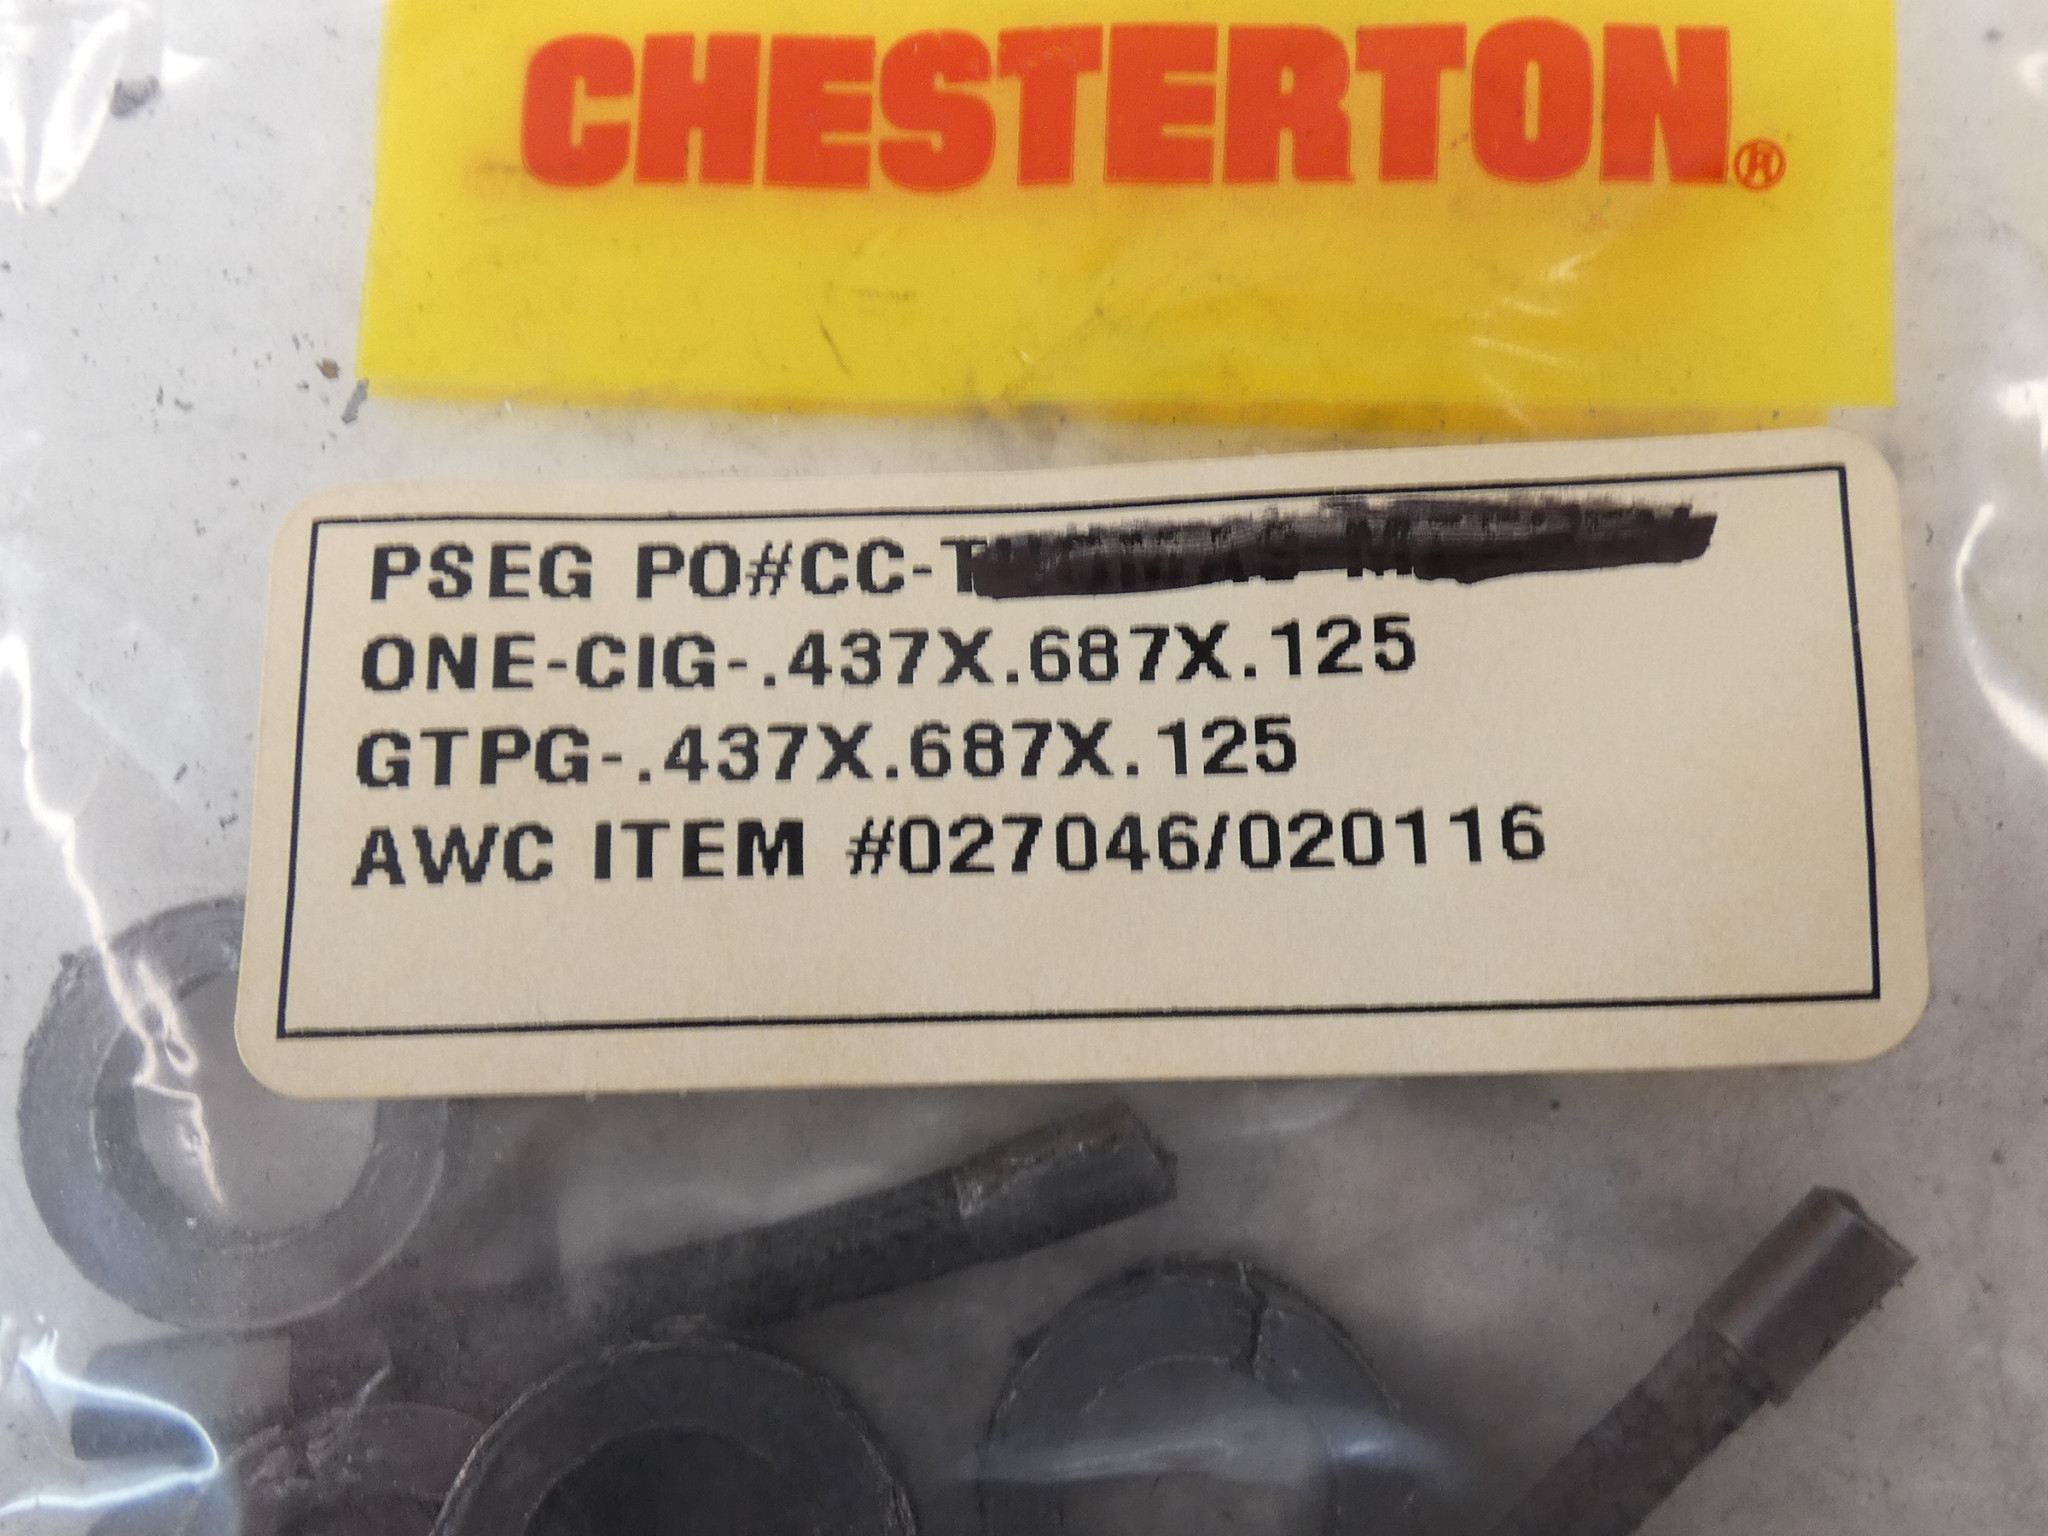 CHESTERTON®
PSEG PO#CC-T
ONE-CIG-.437X.687X.125
GTPG-.437X.687X.125
AWC ITEM #027046/020116